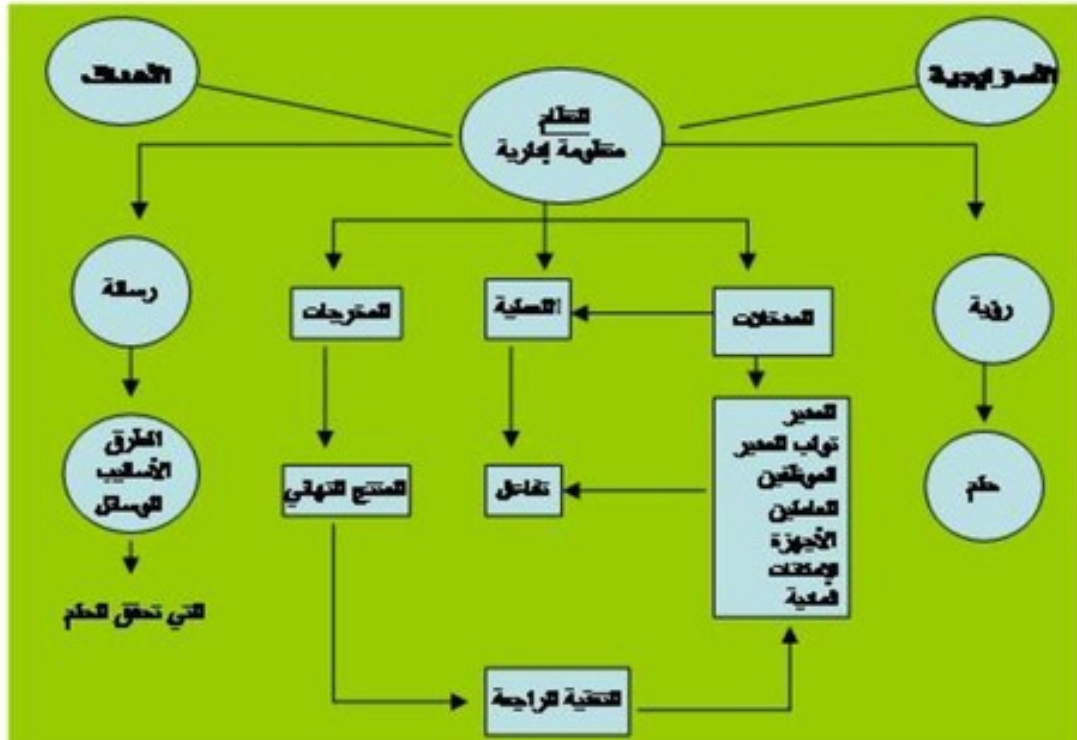 الأسترايجية
الأهداف
النظام
منظومة إدارية
رؤية
رسالة
المدخلات
العملية
المخرجات
حلم
المدير
نواب المدير
الموظفين
العاملين
الأجهزة
الإمكانات
المادية
تفاعل
المنتج النهائي
الطرق
الأساليب
الوسائل
التي تحقق الحلم
التغذية الراجعة